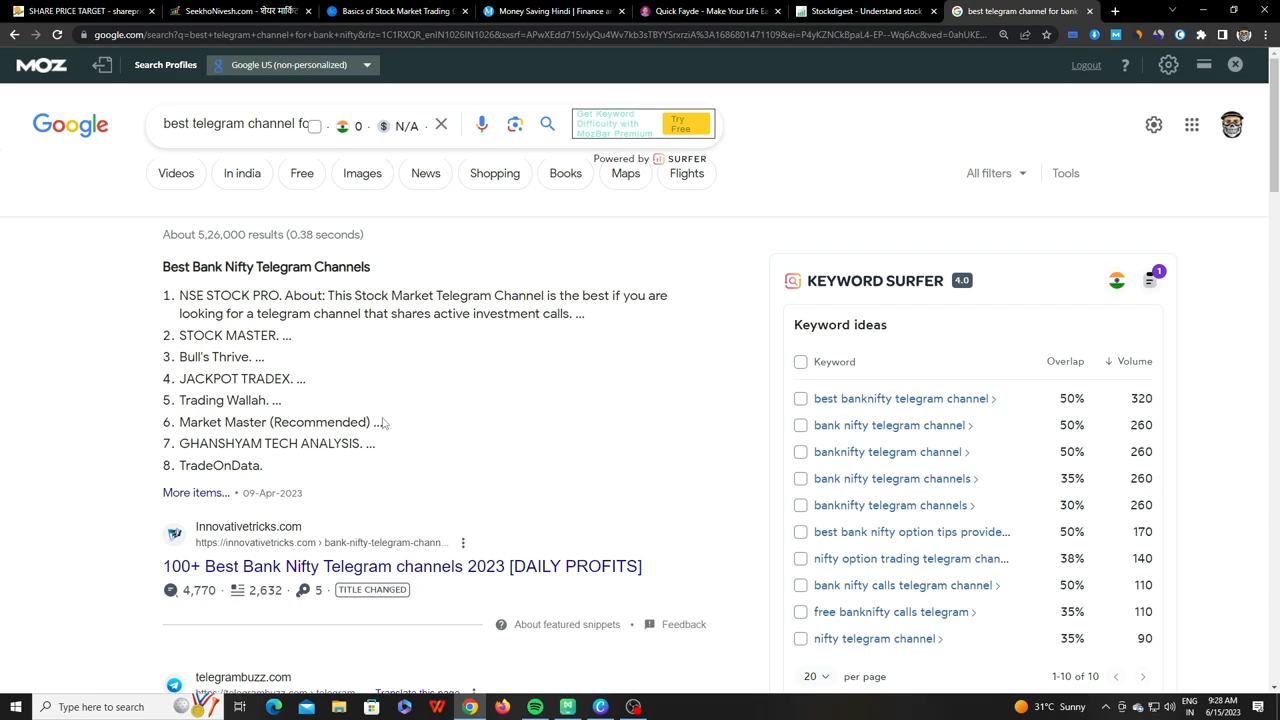 SHARE PRICE TARGET - sharepric
SeekhoNivesh.com - शेयर मार्किट
Basics of Stock Market Trading
Money Saving Hindi | Finance an
Quick Fayde - Make Your Life E
Stockdigest - Understand stock
best telegram channel for bank
MOZ
Search Profiles
Google US (non-personalized)
Logout
Google
best telegram channel fo
0
N/A
Get Keyword
Difficulty with
MozBar Premium
Try
Free
Powered by SURFER
Videos
In india
Free
Images
News
Shopping
Books
Maps
Flights
All filters
Tools
About 5,26,000 results (0.38 seconds)
Best Bank Nifty Telegram Channels
1. NSE STOCK PRO. About: This Stock Market Telegram Channel is the best if you are
looking for a telegram channel that shares active investment calls. ...
2. STOCK MASTER. ...
3. Bull's Thrive. ...
4. JACKPOT TRADEX. ...
5. Trading Wallah. ...
6. Market Master (Recommended) ...
7. GHANSHYAM TECH ANALYSIS. ...
8. TradeOnData.
More items... • 09-Apr-2023
Innovativetricks.com
https://innovativetricks.com › bank-nifty-telegram-chann...
100+ Best Bank Nifty Telegram channels 2023 [DAILY PROFITS]
4,770 · 2,632 · 5 · TITLE CHANGED
About featured snippets • Feedback
telegrambuzz.com
https://telegrambuzz.com › telegram... Translate this page
KEYWORD SURFER 4.0
1
Keyword ideas
Keyword Overlap Volume
best banknifty telegram channel › 50% 320
bank nifty telegram channel › 50% 260
banknifty telegram channel › 50% 260
bank nifty telegram channels › 35% 260
banknifty telegram channels › 30% 260
best bank nifty option tips provide... 50% 170
nifty option trading telegram chan... 38% 140
bank nifty calls telegram channel › 50% 110
free banknifty calls telegram › 35% 110
nifty telegram channel › 35% 90
20 per page 1-10 of 10
Type here to search
31°C Sunny
ENG
IN
9:28 AM
6/15/2023